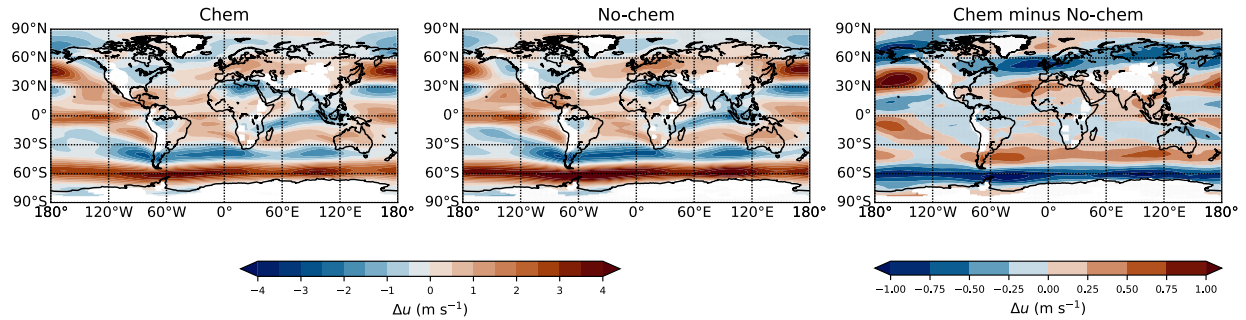 Chem
No-chem
Chem minus No-chem
90°N
60°N
30°N
0°
30°S
60°S
90°S
180° 120°W 60°W 0° 60°E 120°E 180°
90°N
60°N
30°N
0°
30°S
60°S
90°S
180° 120°W 60°W 0° 60°E 120°E 180°
90°N
60°N
30°N
0°
30°S
60°S
90°S
180° 120°W 60°W 0° 60°E 120°E 180°
−4 −3 −2 −1 0 1 2 3 4
Δu (m s⁻¹)
−1.00 −0.75 −0.50 −0.25 0.00 0.25 0.50 0.75 1.00
Δu (m s⁻¹)